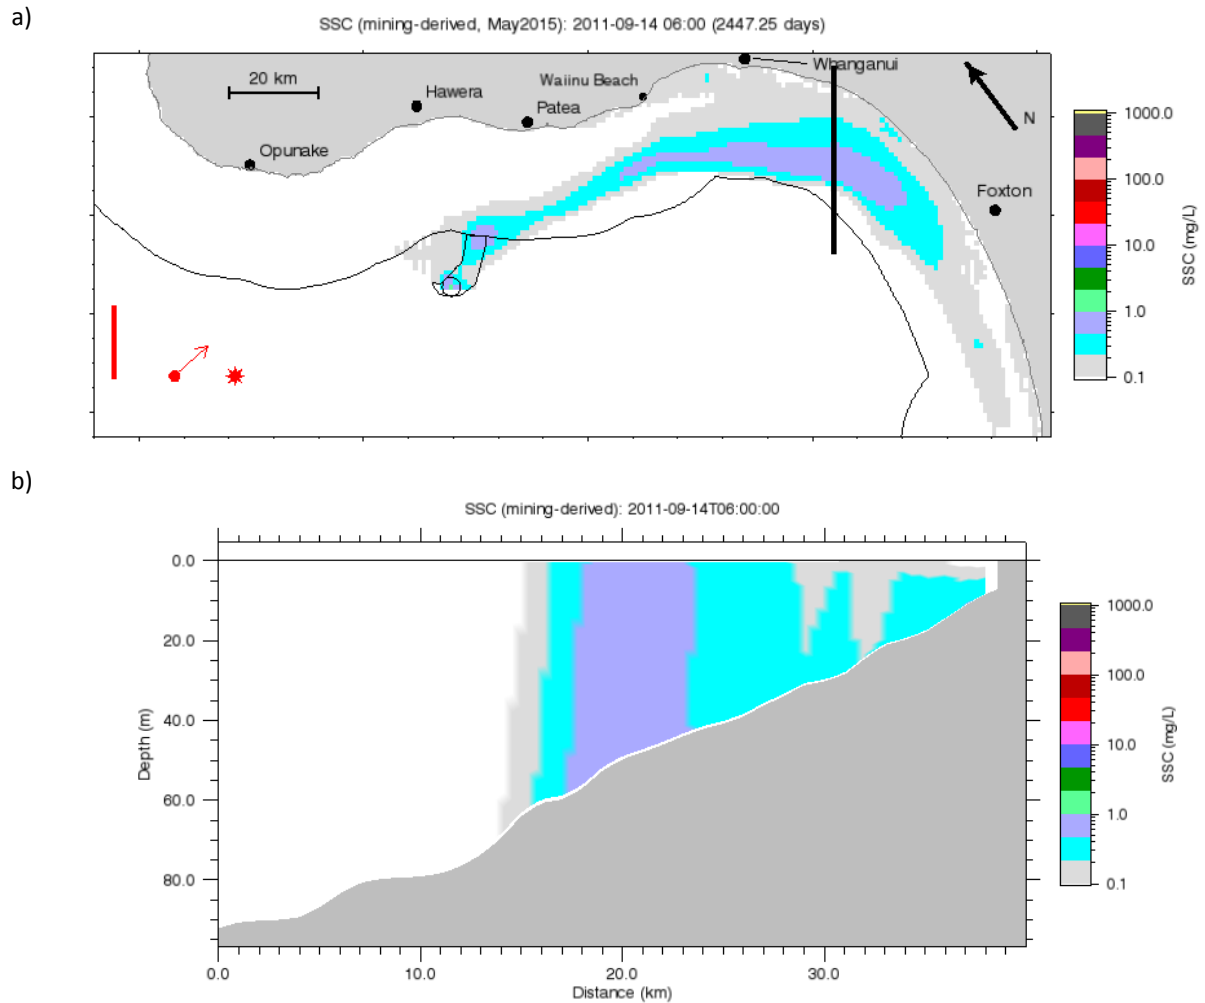 a)
SSC (mining-derived, May2015): 2011-09-14 06:00 (2447.25 days)
20 km
Hawera
Opunake
Patea
Waiinu Beach
Whanganui
N
Foxton
1000.0
100.0
10.0
1.0
0.1
SSC (mg/L)
b)
SSC (mining-derived): 2011-09-14T06:00:00
0.0
20.0
40.0
60.0
80.0
Depth (m)
0.0
10.0
20.0
30.0
Distance (km)
1000.0
100.0
10.0
1.0
0.1
SSC (mg/L)